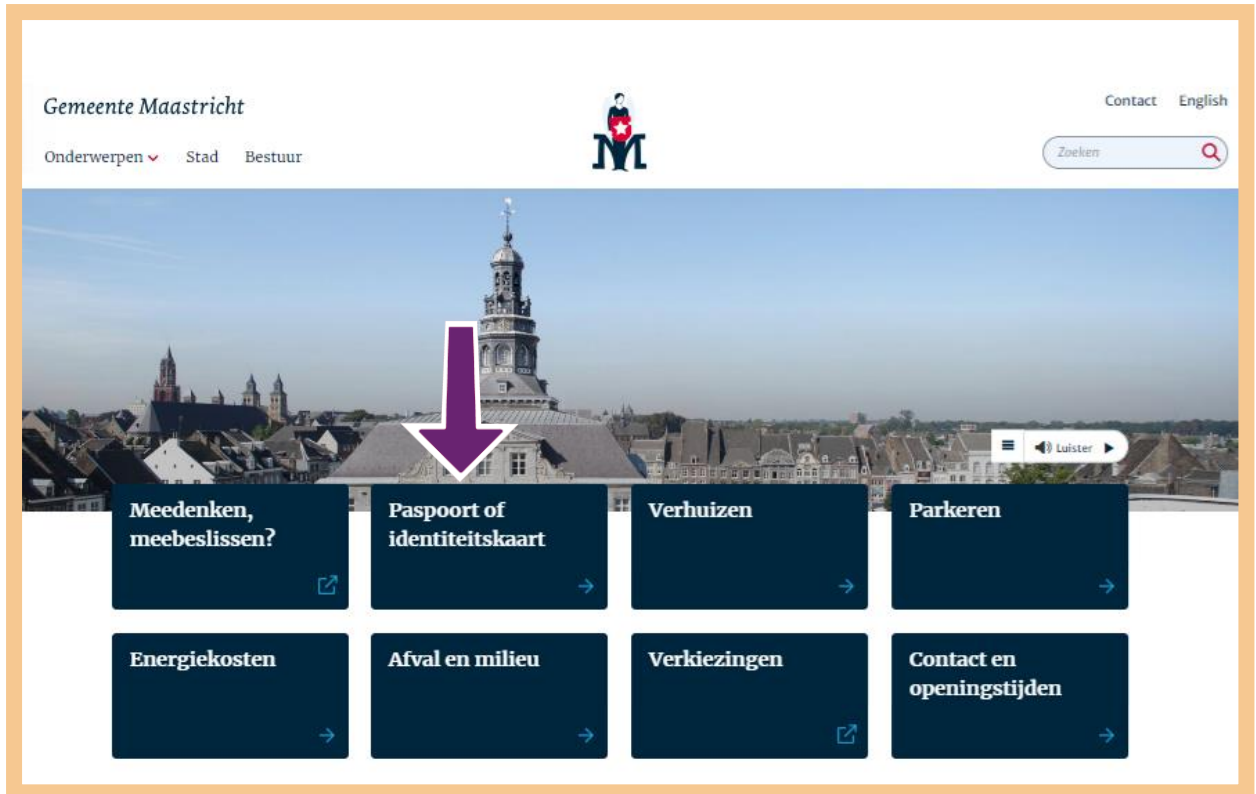 Gemeente Maastricht
Contact English
Onderwerpen Stad Bestuur
M
Zoeken
Luister
Meedenken,
meebeslissen?
Paspoort of
identiteitskaart
Verhuizen
Parkeren
Energiekosten
Afval en milieu
Verkiezingen
Contact en
openingstijden